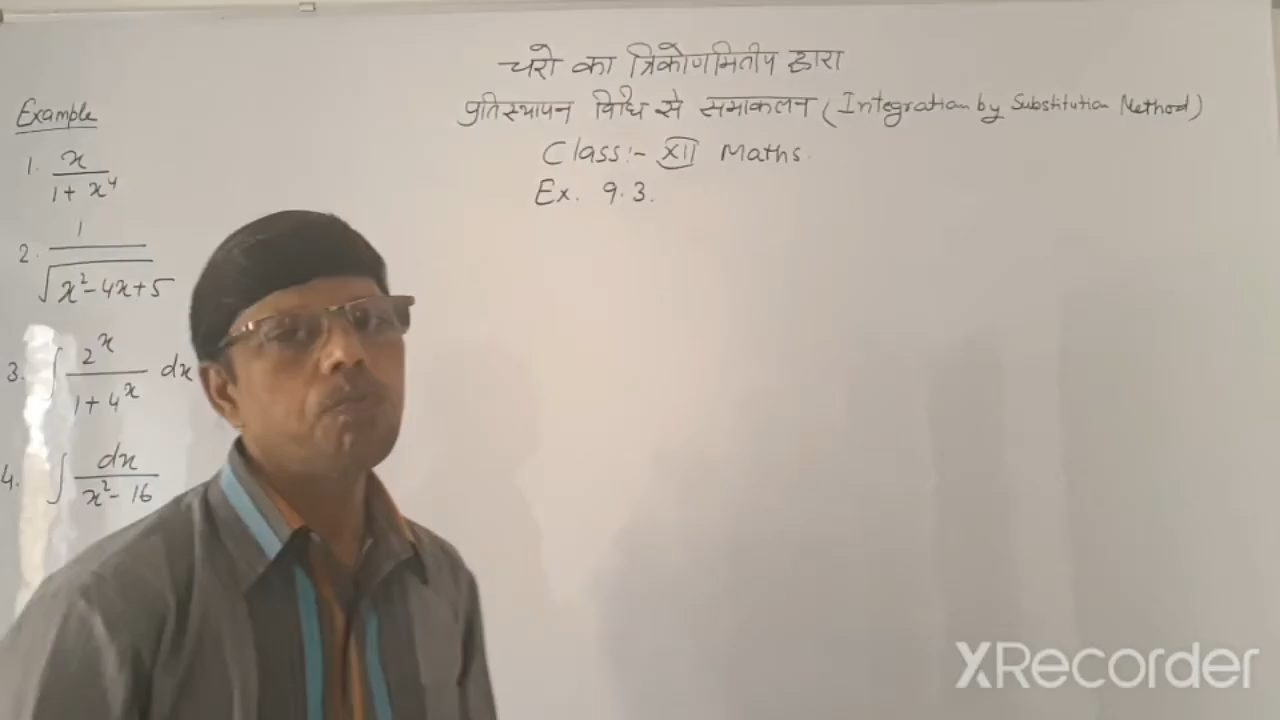 चरो का त्रिकोणमितीय द्वारा
प्रतिस्थापन विधि से समाकलन (Integration by Substitution Method)
Class:- XII Maths.
Ex. 9.3.
Example
1. x / 1 + x⁴
2. 1 / √x²-4x+5
3. ∫ 2ˣ / 1+4ˣ dx
4. ∫ dx / x²-16
XRecorder